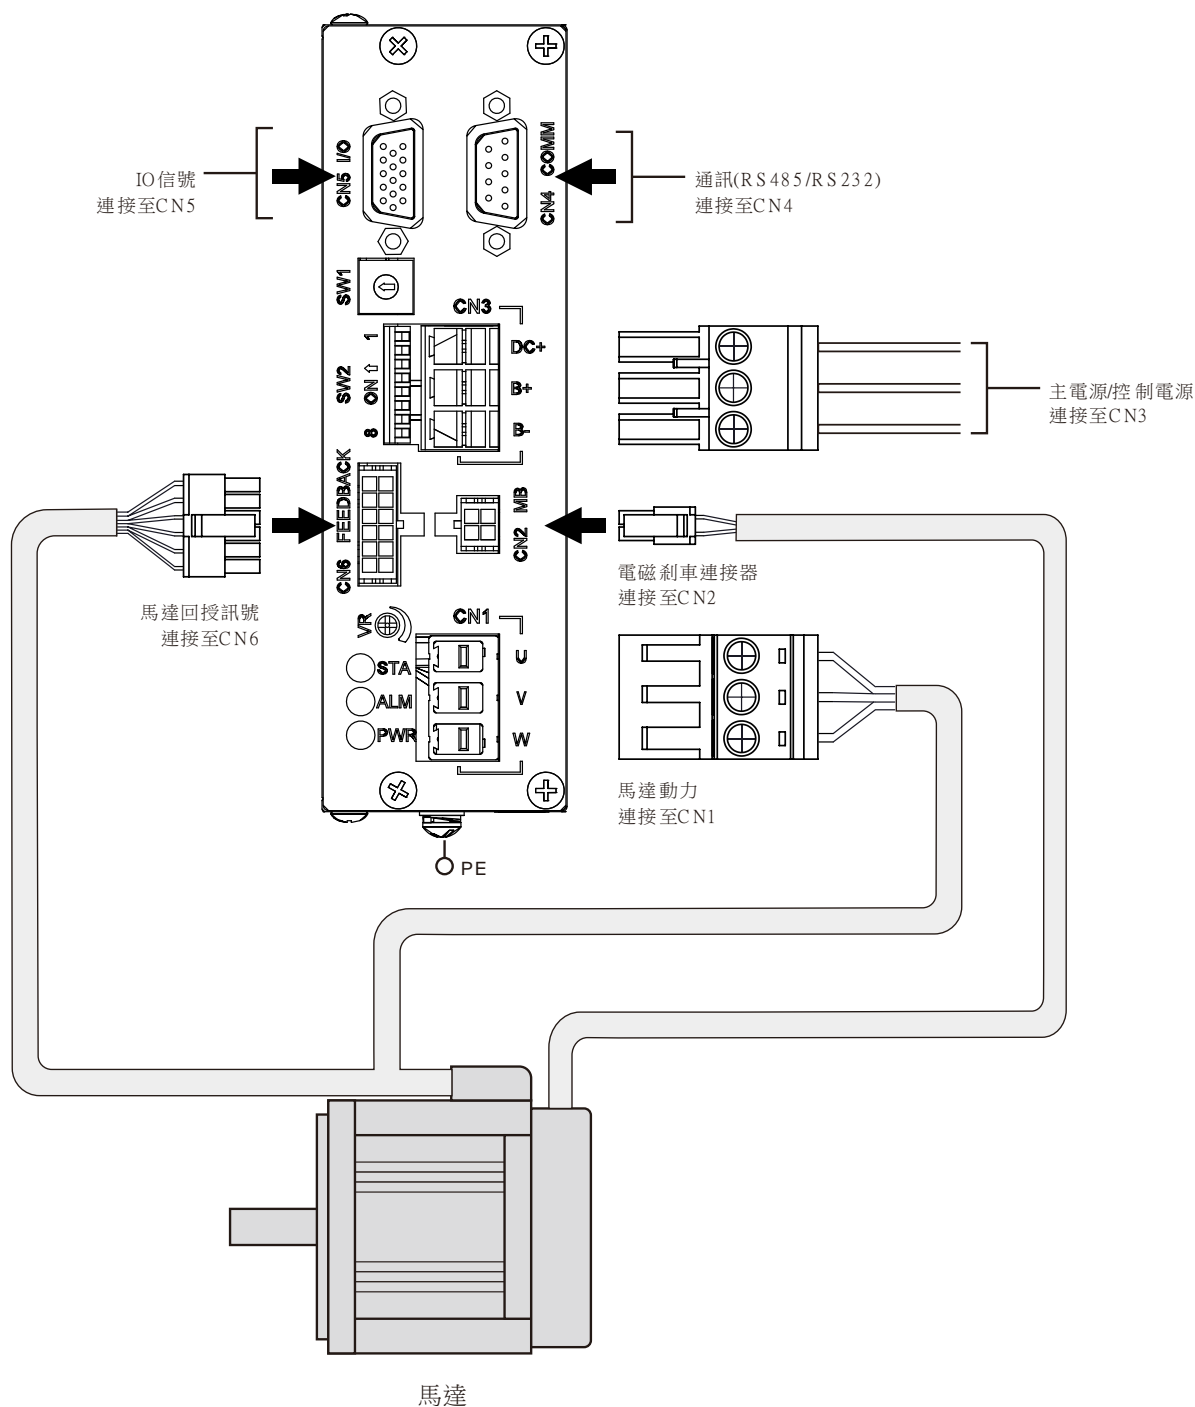 CN5 I/O
CN4 COMM
IO信號
連接至CN5
通訊(RS485/RS232)
連接至CN4
SW1
CN3
SW2
1
ON⇧
8
DC+
B+
B-
主電源/控制電源
連接至CN3
CN6 FEEDBACK
CN2 MB
馬達回授訊號
連接至CN6
電磁剎車連接器
連接至CN2
VR
CN1
STA
ALM
PWR
U
V
W
馬達動力
連接至CN1
PE
馬達